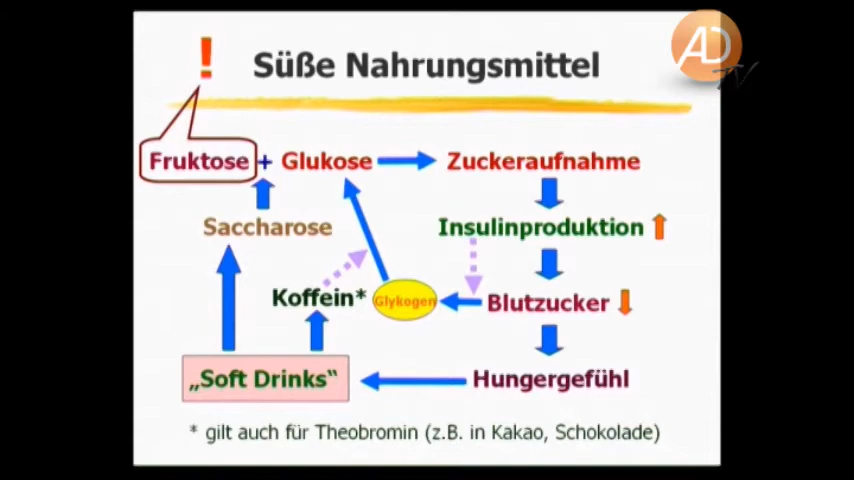 AD
TV
! Süße Nahrungsmittel
Fruktose + Glukose Zuckeraufnahme
Saccharose Insulinproduktion
Koffein* Glykogen Blutzucker
„Soft Drinks“ Hungergefühl
* gilt auch für Theobromin (z.B. in Kakao, Schokolade)